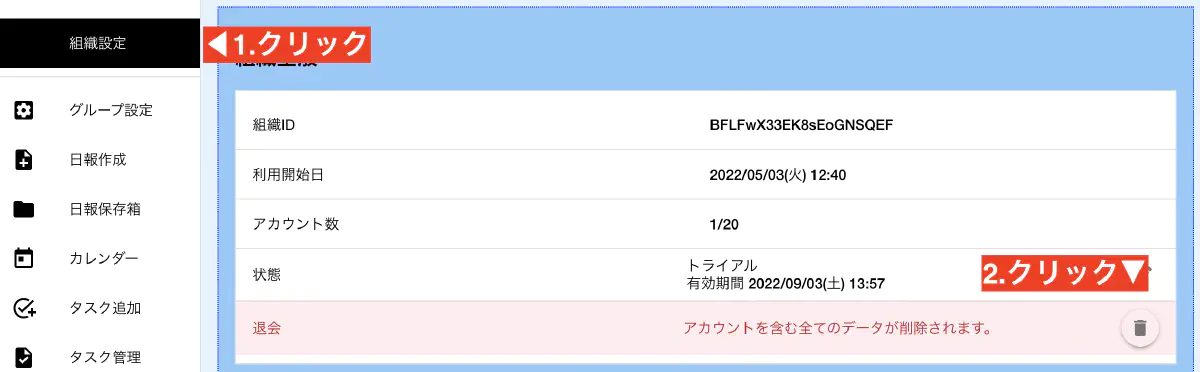 組織設定
◀1.クリック
グループ設定
日報作成
日報保存箱
カレンダー
タスク追加
タスク管理
組織ID
BFLFwX33EK8sEoGNSQEF
利用開始日
2022/05/03(火) 12:40
アカウント数
1/20
状態
トライアル
有効期間 2022/09/03(土) 13:57
2.クリック▼
退会
アカウントを含む全てのデータが削除されます。